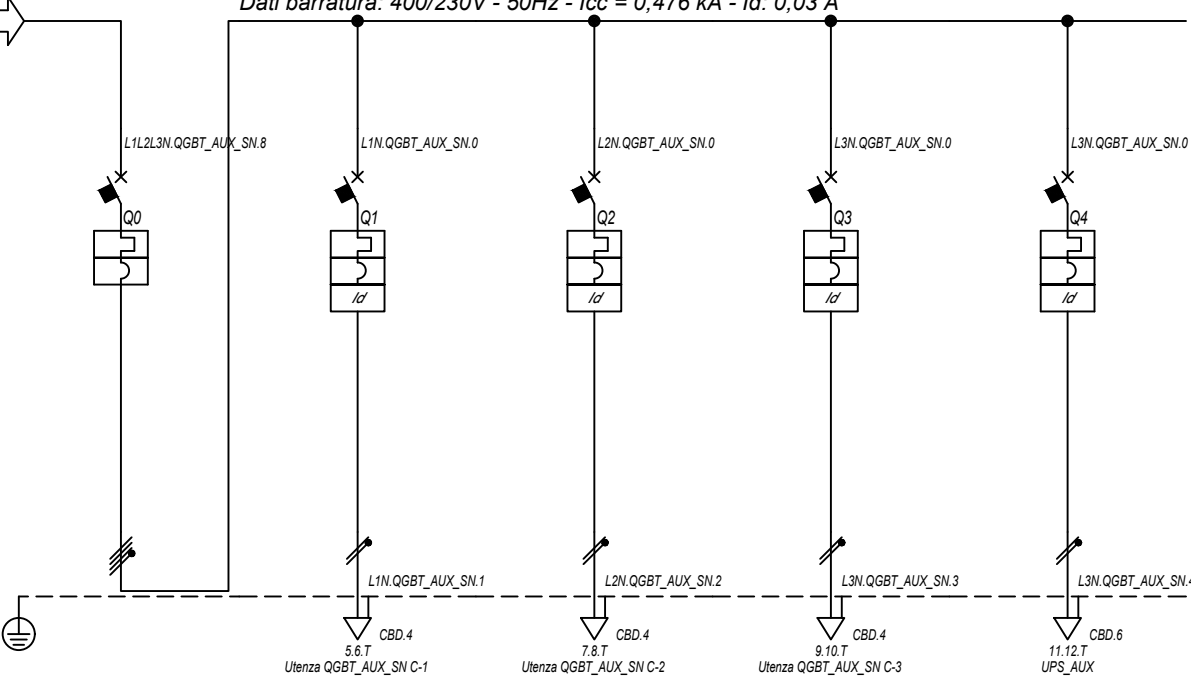 Dati barratura: 400/230V - 50Hz - Icc = 0,476 kA - Id: 0,03 A
L1L2L3N.QGBT_AUX_SN.8
L1N.QGBT_AUX_SN.0
L2N.QGBT_AUX_SN.0
L3N.QGBT_AUX_SN.0
L3N.QGBT_AUX_SN.0
Q0
Q1
Q2
Q3
Q4
Id
Id
Id
Id
L1N.QGBT_AUX_SN.1
L2N.QGBT_AUX_SN.2
L3N.QGBT_AUX_SN.3
L3N.QGBT_AUX_SN.4
CBD.4
CBD.4
CBD.4
CBD.6
5.6.T
7.8.T
9.10.T
11.12.T
Utenza QGBT_AUX_SN C-1
Utenza QGBT_AUX_SN C-2
Utenza QGBT_AUX_SN C-3
UPS_AUX